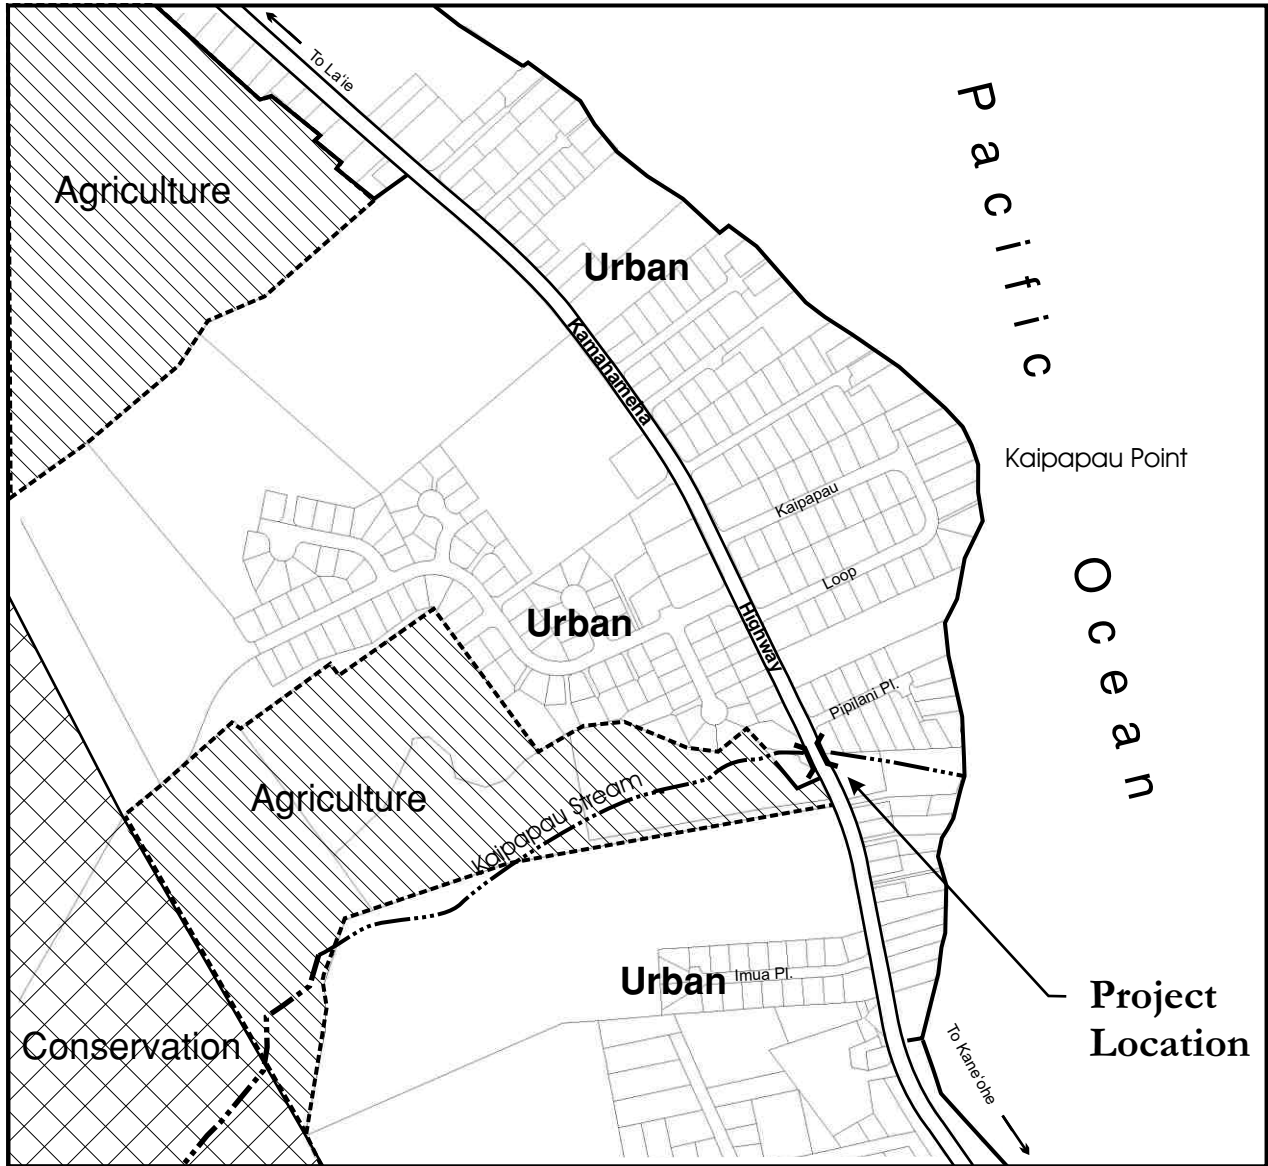 To La'ie
Agriculture
Pacific
Urban
Kamahameha
Kaipapau Point
Kaipapau
Ocean
Loop
Urban
Highway
Pipilani Pl.
Agriculture
Kaipapau Stream
Urban
Imua Pl.
Project
Location
Conservation
To Kane'ohe